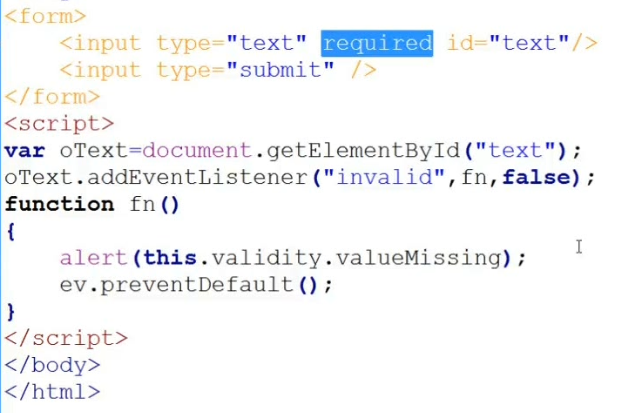 <form>
    <input type="text" required id="text"/>
    <input type="submit" />
</form>
<script>
var oText=document.getElementById("text");
oText.addEventListener("invalid",fn,false);
function fn()
{
    alert(this.validity.valueMissing);
    ev.preventDefault();
}
</script>
</body>
</html>